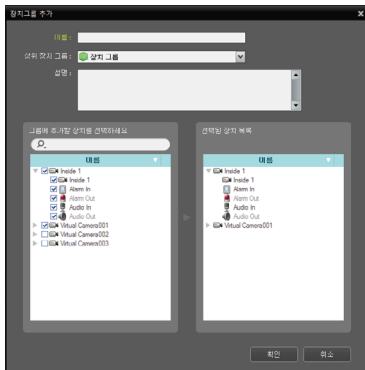 장치그룹 추가
이름 :
상위 장치 그룹 : 장치 그룹
설명 :
그룹에 추가할 장치를 선택하세요
이름
Inside 1
Inside 1
Alarm In
Alarm Out
Audio In
Audio Out
Virtual Camera001
Virtual Camera002
Virtual Camera003
선택된 장치 목록
이름
Inside 1
Inside 1
Alarm In
Alarm Out
Audio In
Audio Out
Virtual Camera001
확인 취소